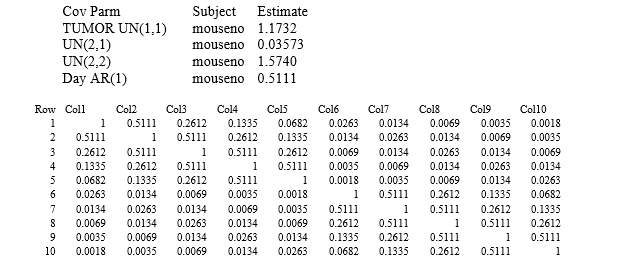 Cov Parm Subject Estimate
TUMOR UN(1,1) mouseno 1.1732
UN(2,1) mouseno 0.03573
UN(2,2) mouseno 1.5740
Day AR(1) mouseno 0.5111
Row Col1 Col2 Col3 Col4 Col5 Col6 Col7 Col8 Col9 Col10
1 1 0.5111 0.2612 0.1335 0.0682 0.0263 0.0134 0.0069 0.0035 0.0018
2 0.5111 1 0.5111 0.2612 0.1335 0.0134 0.0263 0.0134 0.0069 0.0035
3 0.2612 0.5111 1 0.5111 0.2612 0.0069 0.0134 0.0263 0.0134 0.0069
4 0.1335 0.2612 0.5111 1 0.5111 0.0035 0.0069 0.0134 0.0263 0.0134
5 0.0682 0.1335 0.2612 0.5111 1 0.0018 0.0035 0.0069 0.0134 0.0263
6 0.0263 0.0134 0.0069 0.0035 0.0018 1 0.5111 0.2612 0.1335 0.0682
7 0.0134 0.0263 0.0134 0.0069 0.0035 0.5111 1 0.5111 0.2612 0.1335
8 0.0069 0.0134 0.0263 0.0134 0.0069 0.2612 0.5111 1 0.5111 0.2612
9 0.0035 0.0069 0.0134 0.0263 0.0134 0.1335 0.2612 0.5111 1 0.5111
10 0.0018 0.0035 0.0069 0.0134 0.0263 0.0682 0.1335 0.2612 0.5111 1